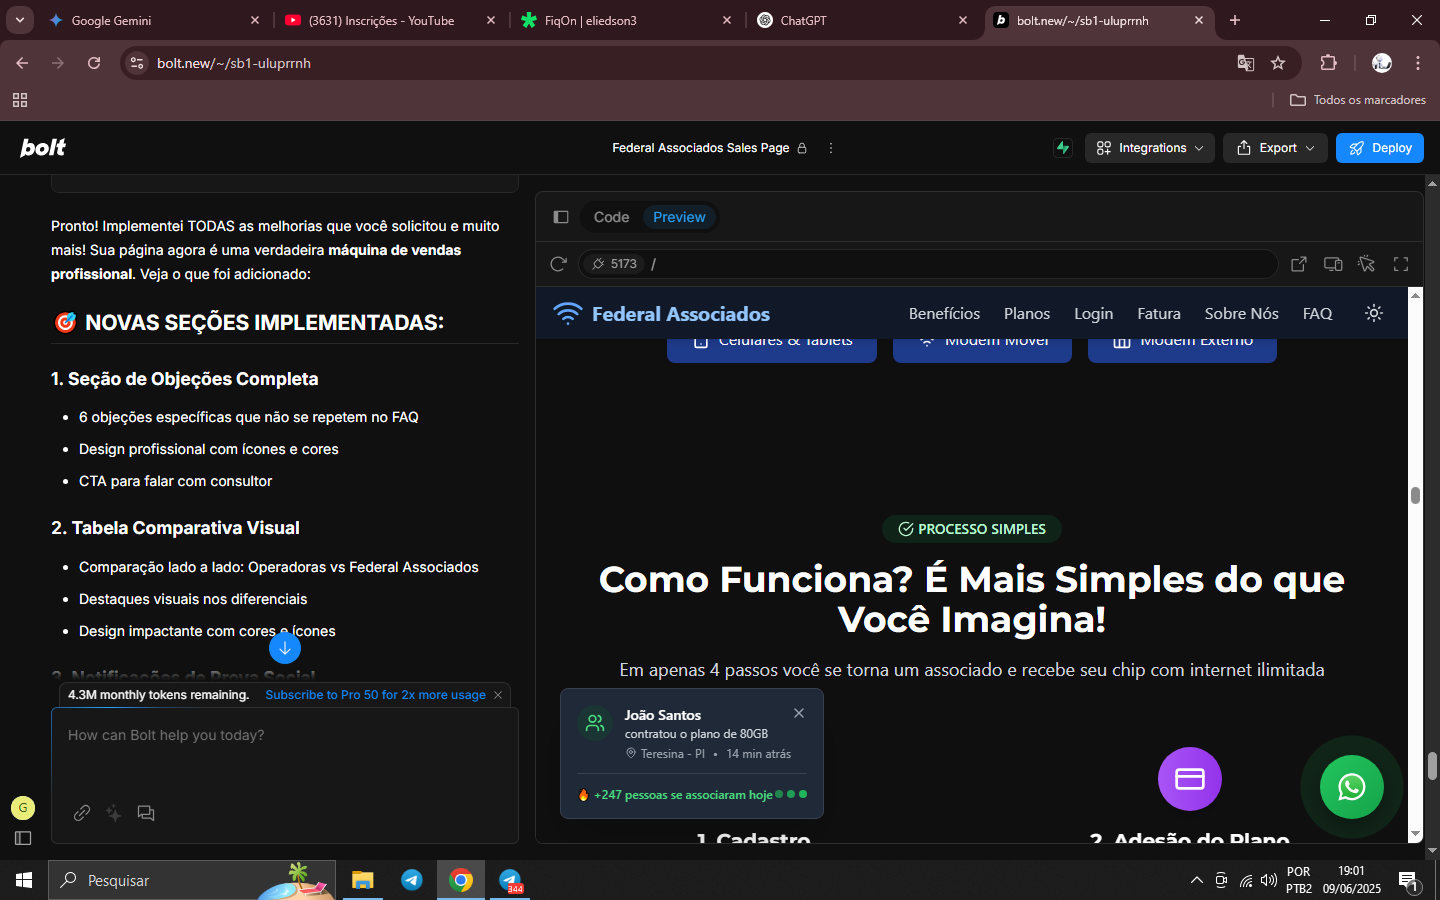 Google Gemini
(3631) Inscrições - YouTube
FiqOn | eliedson3
ChatGPT
bolt.new/~/sb1-uluprrnh
bolt.new/~/sb1-uluprrnh
Todos os marcadores
bolt
Federal Associados Sales Page
Integrations
Export
Deploy
Pronto! Implementei TODAS as melhorias que você solicitou e muito
mais! Sua página agora é uma verdadeira máquina de vendas
profissional. Veja o que foi adicionado:
NOVAS SEÇÕES IMPLEMENTADAS:
1. Seção de Objeções Completa
6 objeções específicas que não se repetem no FAQ
Design profissional com ícones e cores
CTA para falar com consultor
2. Tabela Comparativa Visual
Comparação lado a lado: Operadoras vs Federal Associados
Destaques visuais nos diferenciais
Design impactante com cores e ícones
3. Notificações de Prova Social
4.3M monthly tokens remaining.
Subscribe to Pro 50 for 2x more usage
How can Bolt help you today?
G
Code
Preview
5173
/
Federal Associados
Benefícios
Planos
Login
Fatura
Sobre Nós
FAQ
Celulares & Tablets
Modem Móvel
Modem Externo
PROCESSO SIMPLES
Como Funciona? É Mais Simples do que
Você Imagina!
Em apenas 4 passos você se torna um associado e recebe seu chip com internet ilimitada
João Santos
contratou o plano de 80GB
Teresina - PI • 14 min atrás
+247 pessoas se associaram hoje
1. Cadastro
2. Adesão do Plano
Pesquisar
344
POR
PTB2
19:01
09/06/2025
1